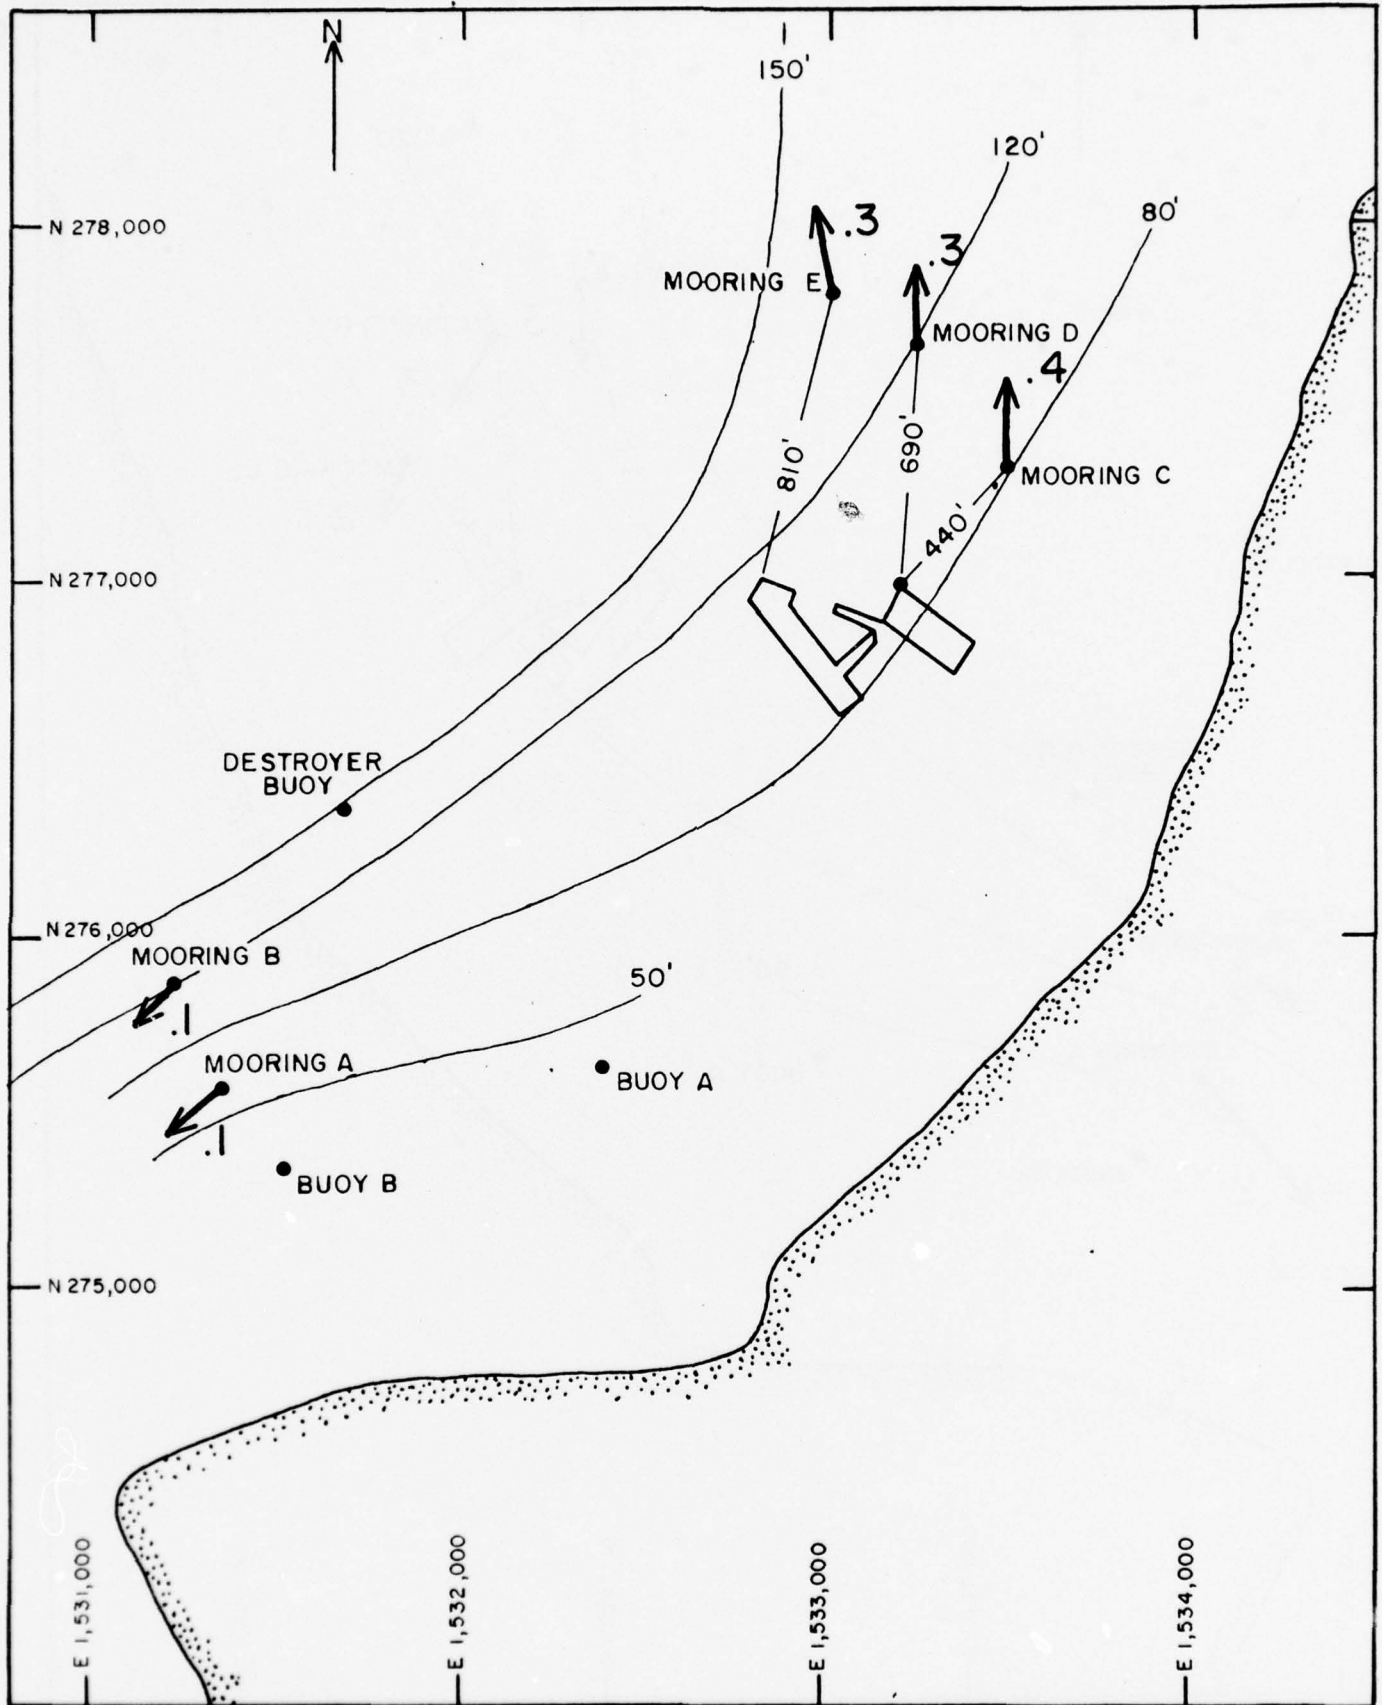 N
150'
120'
80'
N 278,000
.3
.3
MOORING E
MOORING D
.4
810'
690'
MOORING C
440'
N 277,000
DESTROYER
BUOY
N 276,000
MOORING B
50'
.1
MOORING A
BUOY A
.1
BUOY B
N 275,000
E 1,531,000
E 1,532,000
E 1,533,000
E 1,534,000